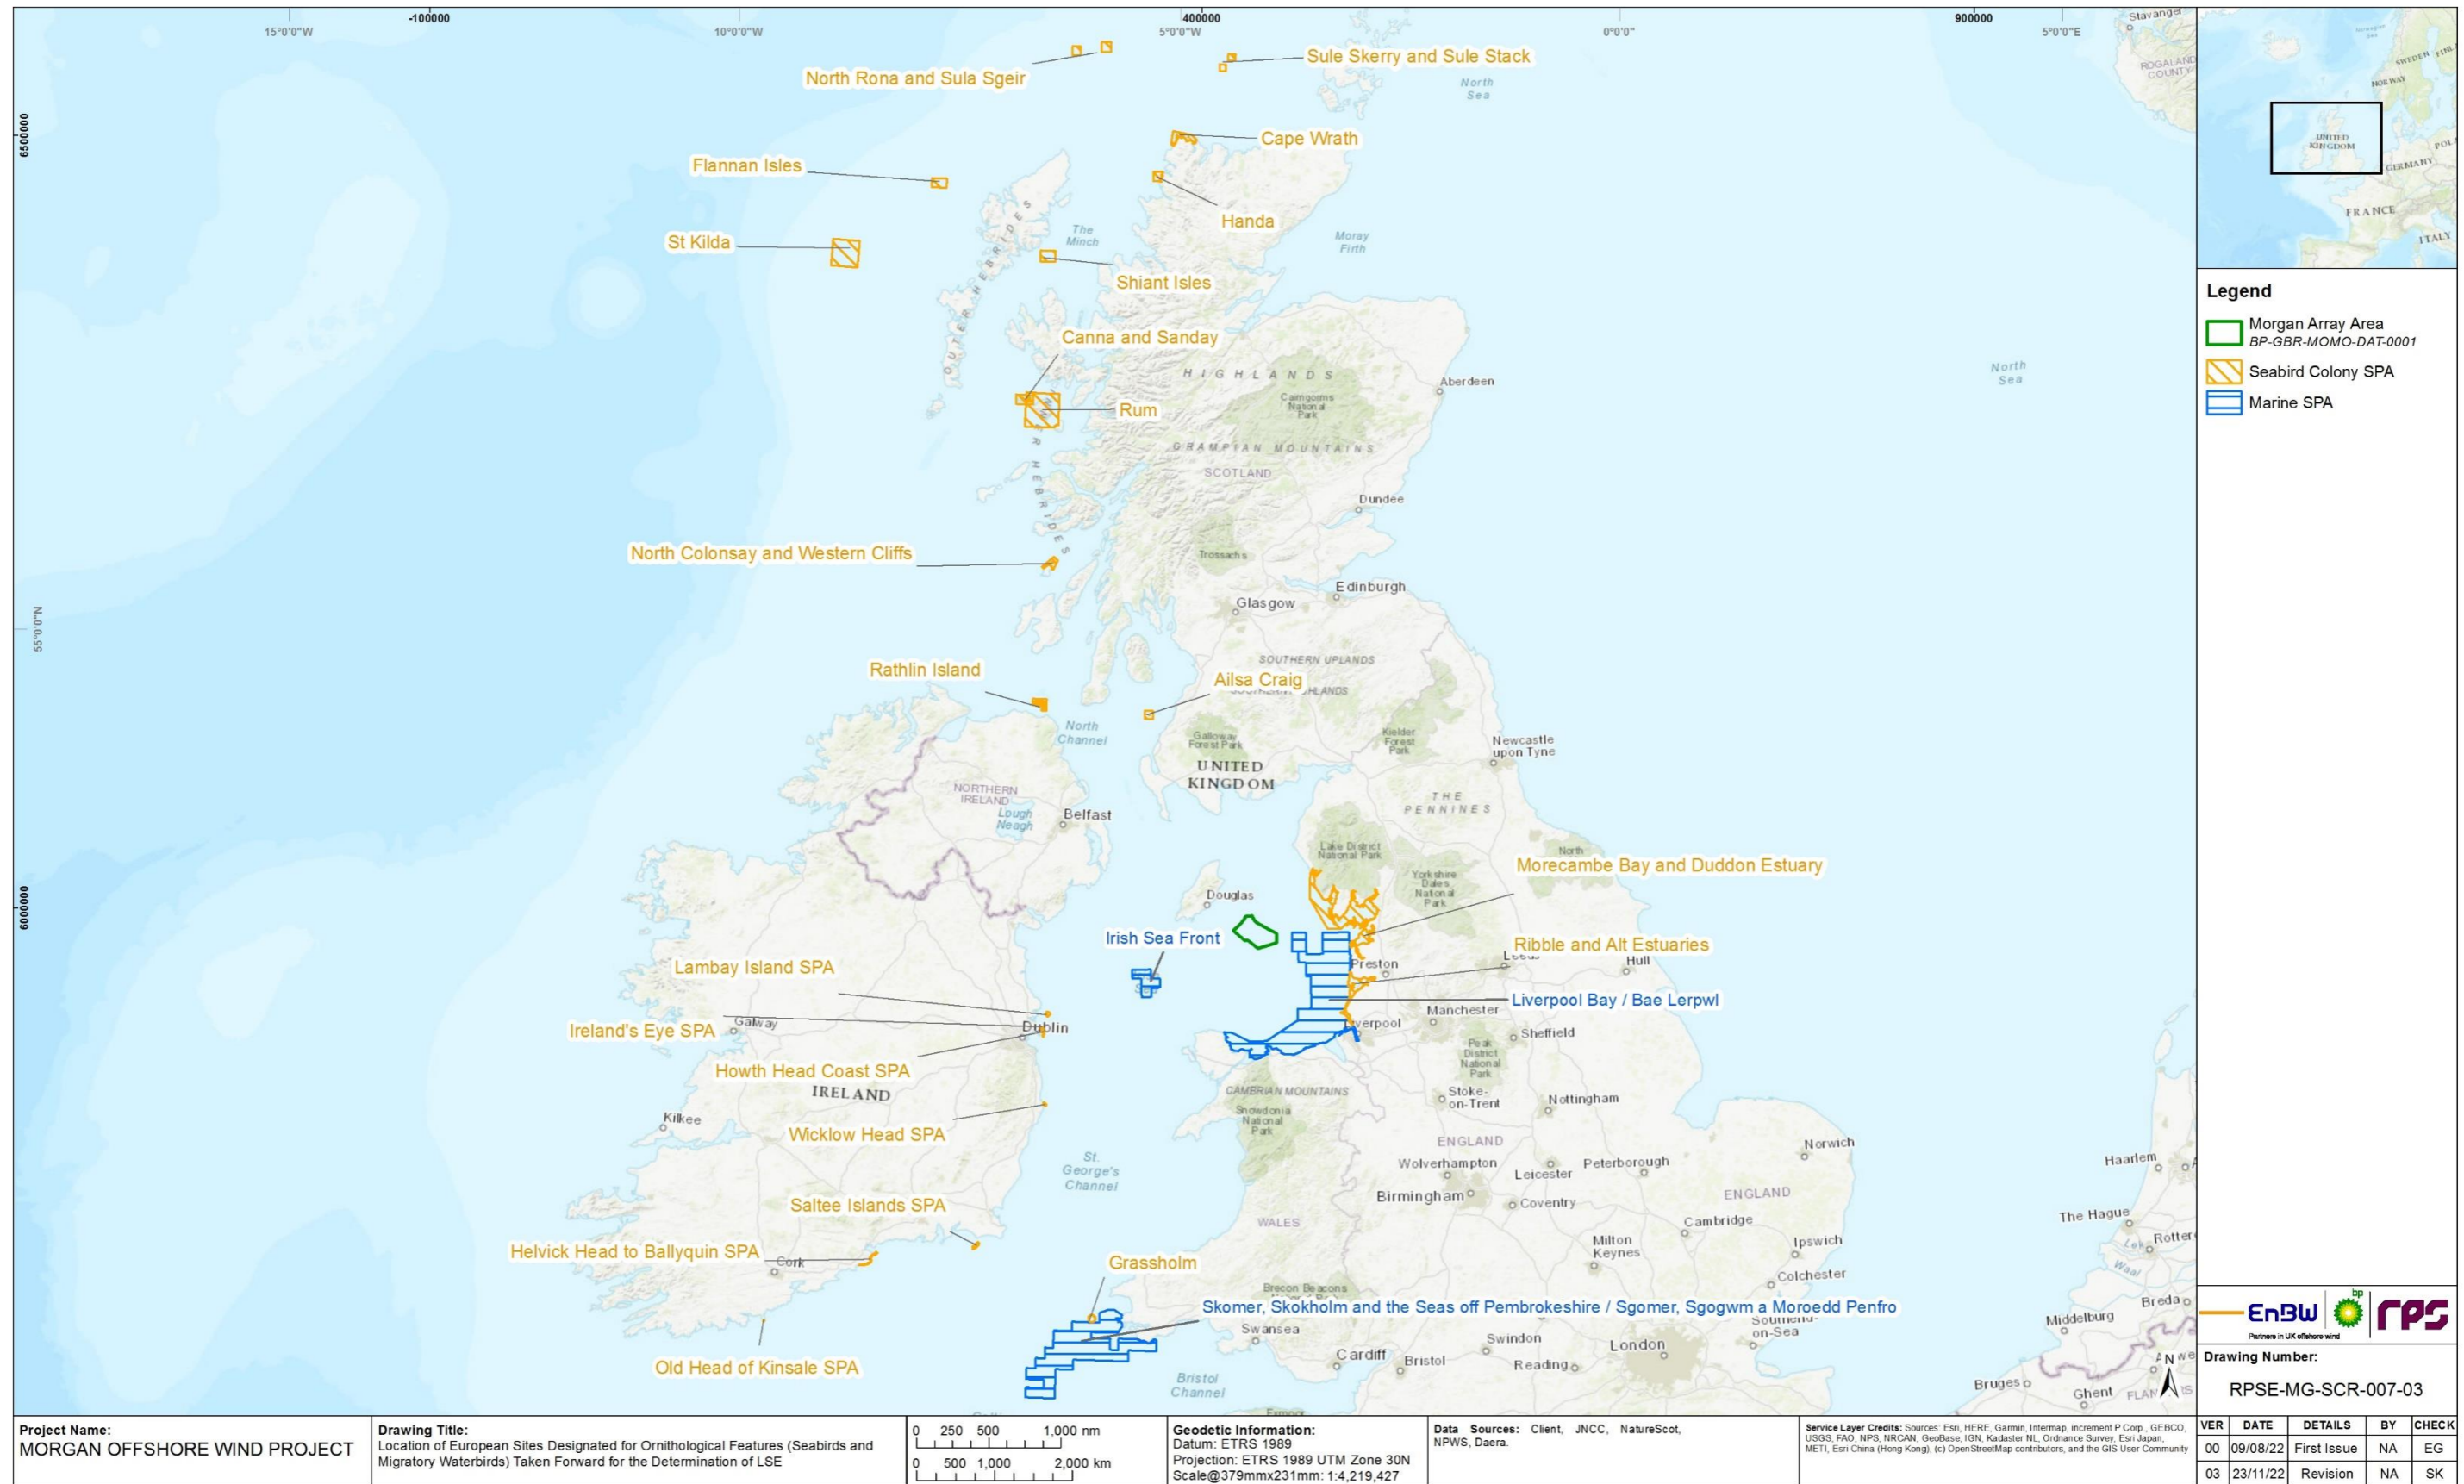 -100000
400000
900000
15°0'0"W
10°0'0"W
5°0'0"W
0°0'0"
5°0'0"E
6500000
55°0'0"N
6000000
Stavanger
ROGALAND
COUNTY
North Rona and Sula Sgeir
Sule Skerry and Sule Stack
North
Sea
Cape Wrath
Flannan Isles
Handa
St Kilda
The
Minch
Moray
Firth
Shiant Isles
OUTER HEBRIDES
Canna and Sanday
HIGHLANDS
North
Sea
Aberdeen
Cairngorms
National
Park
Rum
GRAMPIAN MOUNTAINS
SCOTLAND
Dundee
HEBRIDES
North Colonsay and Western Cliffs
Trossachs
Edinburgh
Glasgow
SOUTHERN UPLANDS
Rathlin Island
Ailsa Craig
North
Channel
Galloway
Forest Park
Kielder
Forest
Park
Newcastle
upon Tyne
UNITED
KINGDOM
NORTHERN
IRELAND
Lough
Neagh
Belfast
THE
PENNINES
Lake District
National Park
North
Morecambe Bay and Duddon Estuary
Yorkshire
Dales
National
Park
Douglas
Irish Sea Front
Ribble and Alt Estuaries
Preston
Hull
Lambay Island SPA
Liverpool Bay / Bae Lerpwl
Manchester
Galway
Ireland's Eye SPA
Dublin
verpool
Sheffield
Peak
District
National
Park
Howth Head Coast SPA
IRELAND
CAMBRIAN MOUNTAINS
Snowdonia
National
Park
Stoke-
on-Trent
Nottingham
Kilkee
Wicklow Head SPA
ENGLAND
Norwich
St.
George's
Channel
Wolverhampton
Leicester
Peterborough
Haarlem
Birmingham
Coventry
ENGLAND
Saltee Islands SPA
WALES
Cambridge
The Hague
Milton
Keynes
Ipswich
Rotter
Lek
Helvick Head to Ballyquin SPA
Cork
Grassholm
Colchester
Waal
Brecon Beacons
Skomer, Skokholm and the Seas off Pembrokeshire / Sgomer, Sgogwm a Moroedd Penfro
Breda
Middelburg
Swansea
Southend-
on-Sea
Swindon
London
Cardiff
Bristol
Reading
Old Head of Kinsale SPA
Bristol
Channel
Bruges
Ghent
N
Exmoor
Norwegian
Sea
SWEDEN
NORWAY
UNITED
KINGDOM
GERMANY
POL
FRANCE
ITALY
Legend
Morgan Array Area
BP-GBR-MOMO-DAT-0001
Seabird Colony SPA
Marine SPA
EnBW
Partners in UK offshore wind
bp
rps
Drawing Number:
RPSE-MG-SCR-007-03
VER DATE DETAILS BY CHECK
00 09/08/22 First Issue NA EG
03 23/11/22 Revision NA SK
Project Name:
MORGAN OFFSHORE WIND PROJECT
Drawing Title:
Location of European Sites Designated for Ornithological Features (Seabirds and
Migratory Waterbirds) Taken Forward for the Determination of LSE
0 250 500 1,000 nm
0 500 1,000 2,000 km
Geodetic Information:
Datum: ETRS 1989
Projection: ETRS 1989 UTM Zone 30N
Scale@379mmx231mm: 1:4,219,427
Data Sources: Client, JNCC, NatureScot,
NPWS, Daera.
Service Layer Credits: Sources: Esri, HERE, Garmin, Intermap, increment P Corp., GEBCO,
USGS, FAO, NPS, NRCAN, GeoBase, IGN, Kadaster NL, Ordnance Survey, Esri Japan,
METI, Esri China (Hong Kong), (c) OpenStreetMap contributors, and the GIS User Community